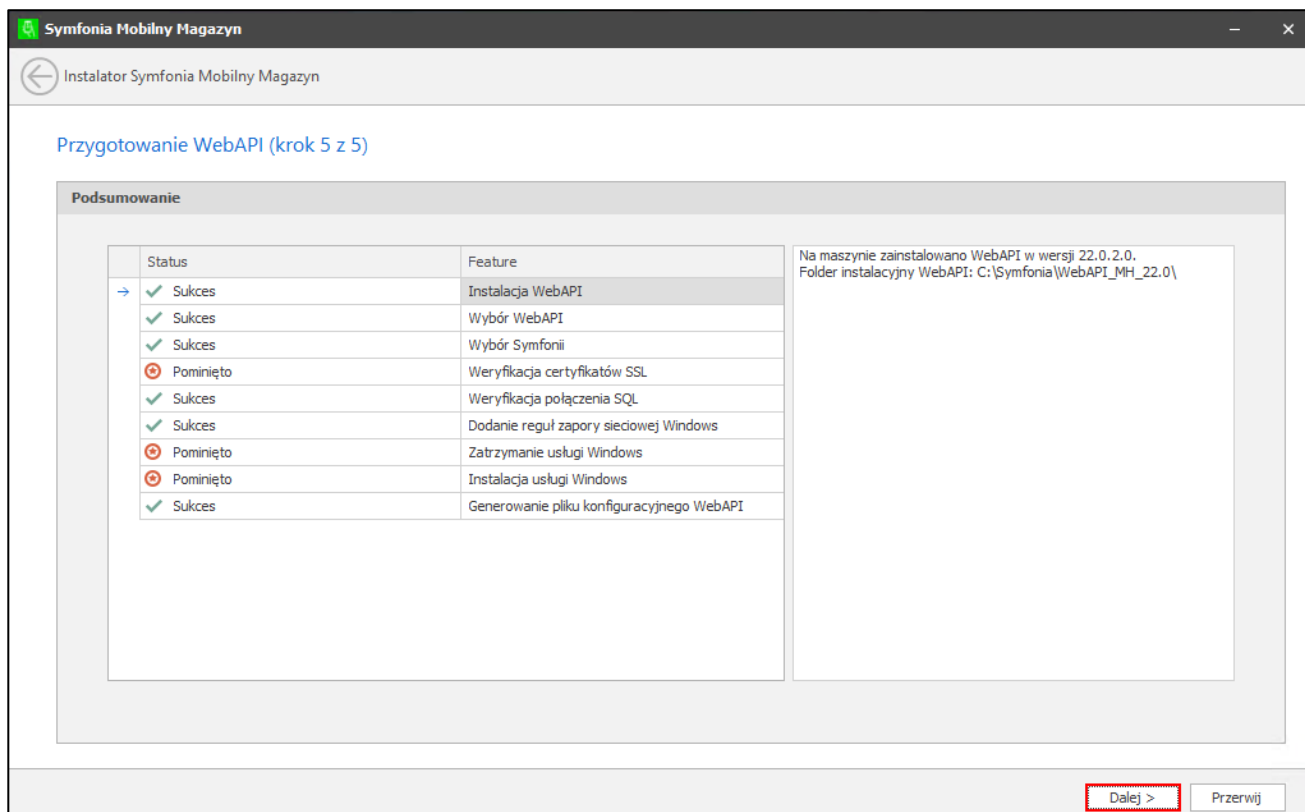 Symfonia Mobilny Magazyn
Instalator Symfonia Mobilny Magazyn
Przygotowanie WebAPI (krok 5 z 5)
Podsumowanie
Status Feature
Sukces Instalacja WebAPI
Sukces Wybór WebAPI
Sukces Wybór Symfonii
Pominięto Weryfikacja certyfikatów SSL
Sukces Weryfikacja połączenia SQL
Sukces Dodanie reguł zapory sieciowej Windows
Pominięto Zatrzymanie usługi Windows
Pominięto Instalacja usługi Windows
Sukces Generowanie pliku konfiguracyjnego WebAPI
Na maszynie zainstalowano WebAPI w wersji 22.0.2.0.
Folder instalacyjny WebAPI: C:\Symfonia\WebAPI_MH_22.0\
Dalej > Przerwij